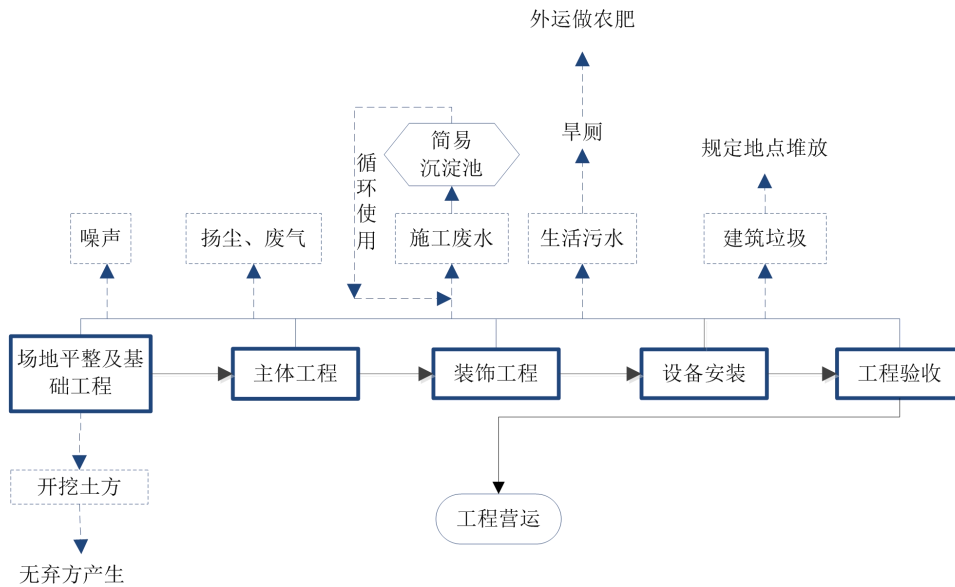 外运做农肥
旱厕
简易
沉淀池
规定地点堆放
循环使用
噪声
扬尘、废气
施工废水
生活污水
建筑垃圾
场地平整及基
础工程
主体工程
装饰工程
设备安装
工程验收
开挖土方
工程营运
无弃方产生